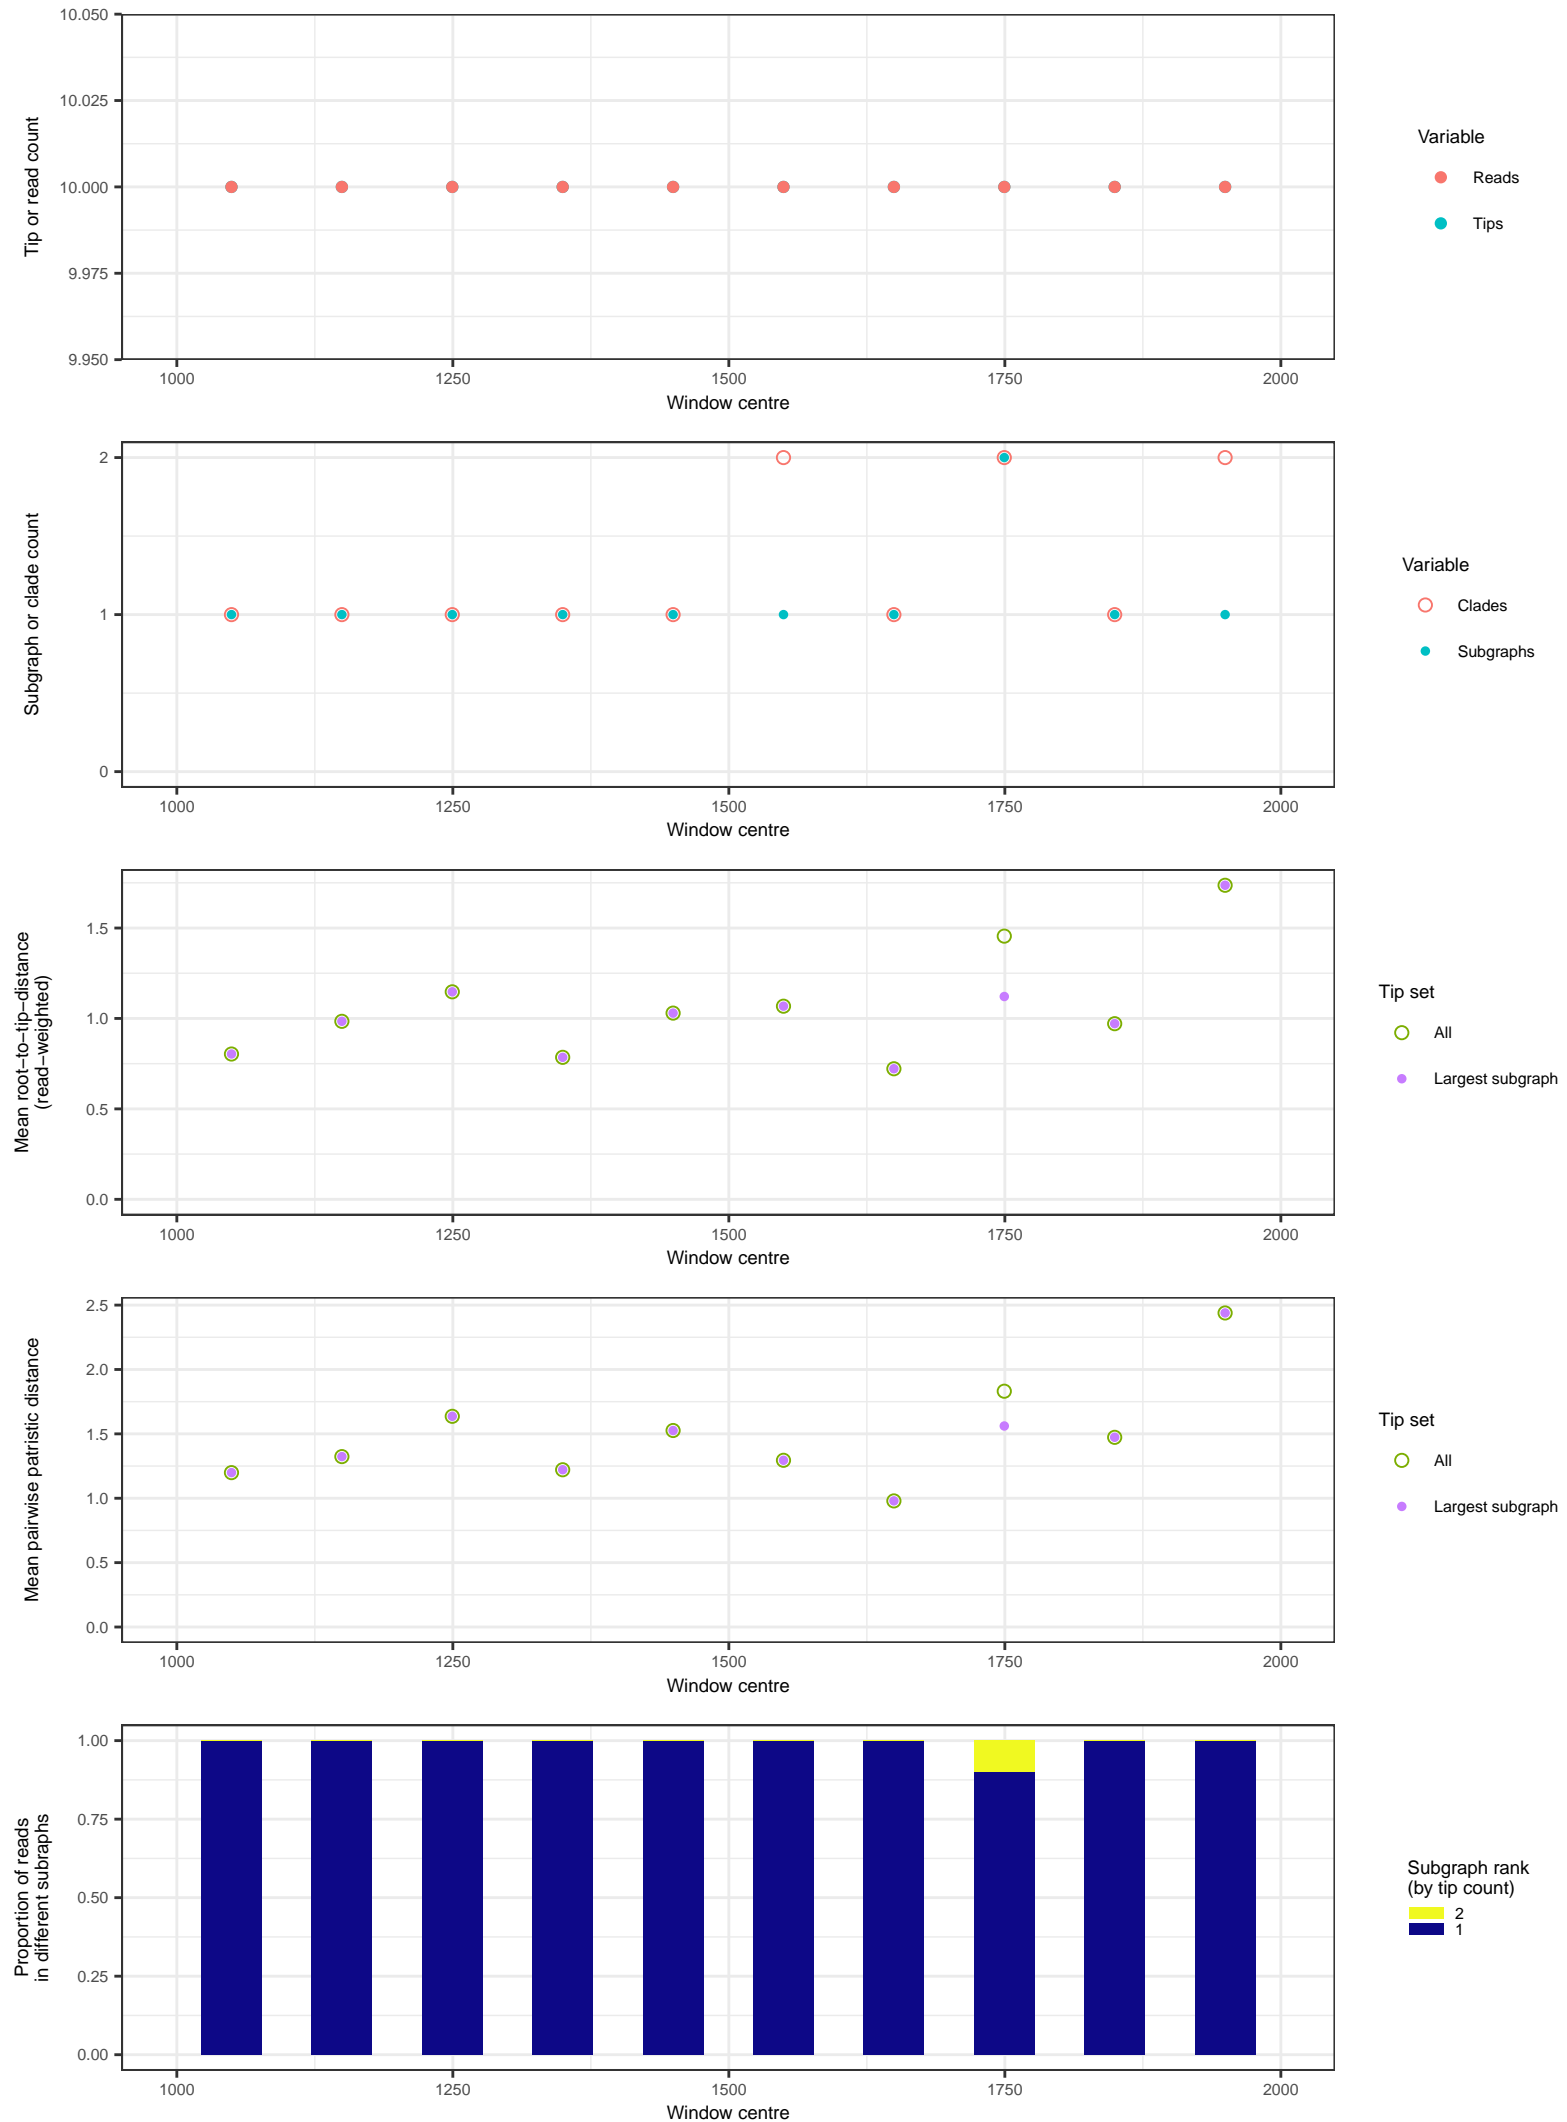 Tip or read count
10.050
10.025
10.000
9.975
9.950
1000 1250 1500 1750 2000
Window centre
Variable
Reads
Tips
Subgraph or clade count
2
1
0
1000 1250 1500 1750 2000
Window centre
Variable
Clades
Subgraphs
Mean root−to−tip−distance
(read−weighted)
1.5
1.0
0.5
0.0
1000 1250 1500 1750 2000
Window centre
Tip set
All
Largest subgraph
Mean pairwise patristic distance
2.5
2.0
1.5
1.0
0.5
0.0
1000 1250 1500 1750 2000
Window centre
Tip set
All
Largest subgraph
Proportion of reads
in different subraphs
1.00
0.75
0.50
0.25
0.00
1000 1250 1500 1750 2000
Window centre
Subgraph rank
(by tip count)
2
1